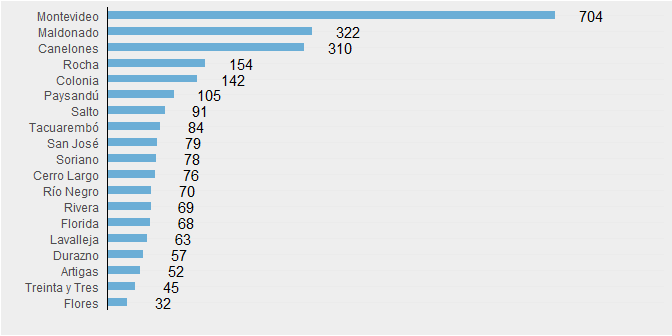 Montevideo 704
Maldonado 322
Canelones 310
Rocha 154
Colonia 142
Paysandú 105
Salto 91
Tacuarembó 84
San José 79
Soriano 78
Cerro Largo 76
Río Negro 70
Rivera 69
Florida 68
Lavalleja 63
Durazno 57
Artigas 52
Treinta y Tres 45
Flores 32